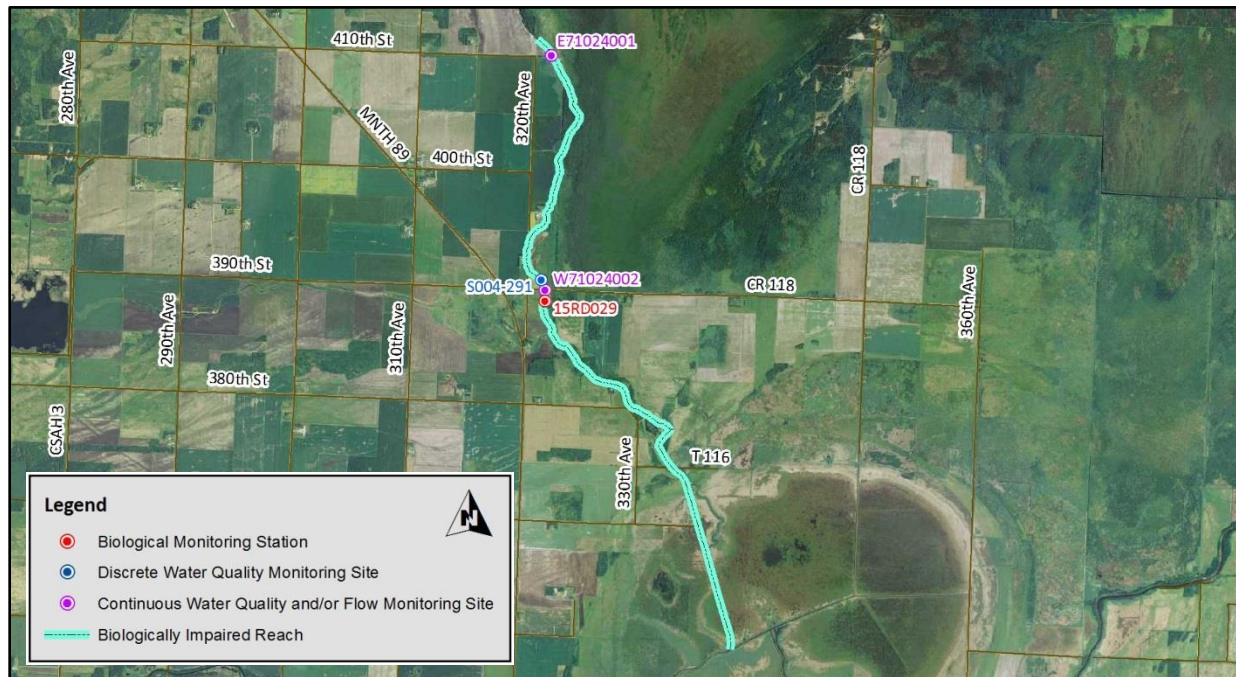 410th St
E71024001
280th Ave
320th Ave
MNTH 89
400th St
CR 118
390th St
S004-291
W71024002
CR 118
15RD029
290th Ave
310th Ave
360th Ave
380th St
CSAH 3
330th Ave
T 116
Legend
N
Biological Monitoring Station
Discrete Water Quality Monitoring Site
Continuous Water Quality and/or Flow Monitoring Site
Biologically Impaired Reach